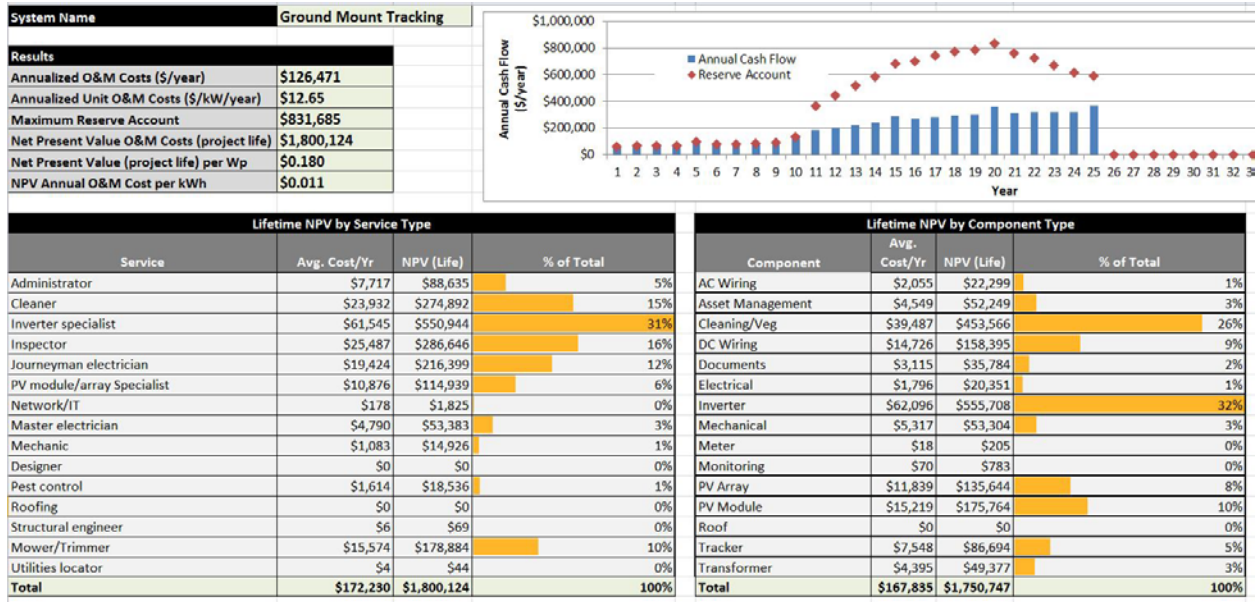 System Name Ground Mount Tracking
Results
Annualized O&M Costs ($/year) $126,471
Annualized Unit O&M Costs ($/kW/year) $12.65
Maximum Reserve Account $831,685
Net Present Value O&M Costs (project life) $1,800,124
Net Present Value (project life) per Wp $0.180
NPV Annual O&M Cost per kWh $0.011
Annual Cash Flow
($/year)
$1,000,000
$800,000
$600,000
$400,000
$200,000
$0
Annual Cash Flow
Reserve Account
1 2 3 4 5 6 7 8 9 10 11 12 13 14 15 16 17 18 19 20 21 22 23 24 25 26 27 28 29 30 31 32
Year
Lifetime NPV by Service Type
Service Avg. Cost/Yr NPV (Life) % of Total
Administrator $7,717 $88,635 5%
Cleaner $23,932 $274,892 15%
Inverter specialist $61,545 $550,944 31%
Inspector $25,487 $286,646 16%
Journeyman electrician $19,424 $216,399 12%
PV module/array Specialist $10,876 $114,939 6%
Network/IT $178 $1,825 0%
Master electrician $4,790 $53,383 3%
Mechanic $1,083 $14,926 1%
Designer $0 $0 0%
Pest control $1,614 $18,536 1%
Roofing $0 $0 0%
Structural engineer $6 $69 0%
Mower/Trimmer $15,574 $178,884 10%
Utilities locator $4 $44 0%
Total $172,230 $1,800,124 100%
Lifetime NPV by Component Type
Avg.
Component Cost/Yr NPV (Life) % of Total
AC Wiring $2,055 $22,299 1%
Asset Management $4,549 $52,249 3%
Cleaning/Veg $39,487 $453,566 26%
DC Wiring $14,726 $158,395 9%
Documents $3,115 $35,784 2%
Electrical $1,796 $20,351 1%
Inverter $62,096 $555,708 32%
Mechanical $5,317 $53,304 3%
Meter $18 $205 0%
Monitoring $70 $783 0%
PV Array $11,839 $135,644 8%
PV Module $15,219 $175,764 10%
Roof $0 $0 0%
Tracker $7,548 $86,694 5%
Transformer $4,395 $49,377 3%
Total $167,835 $1,750,747 100%